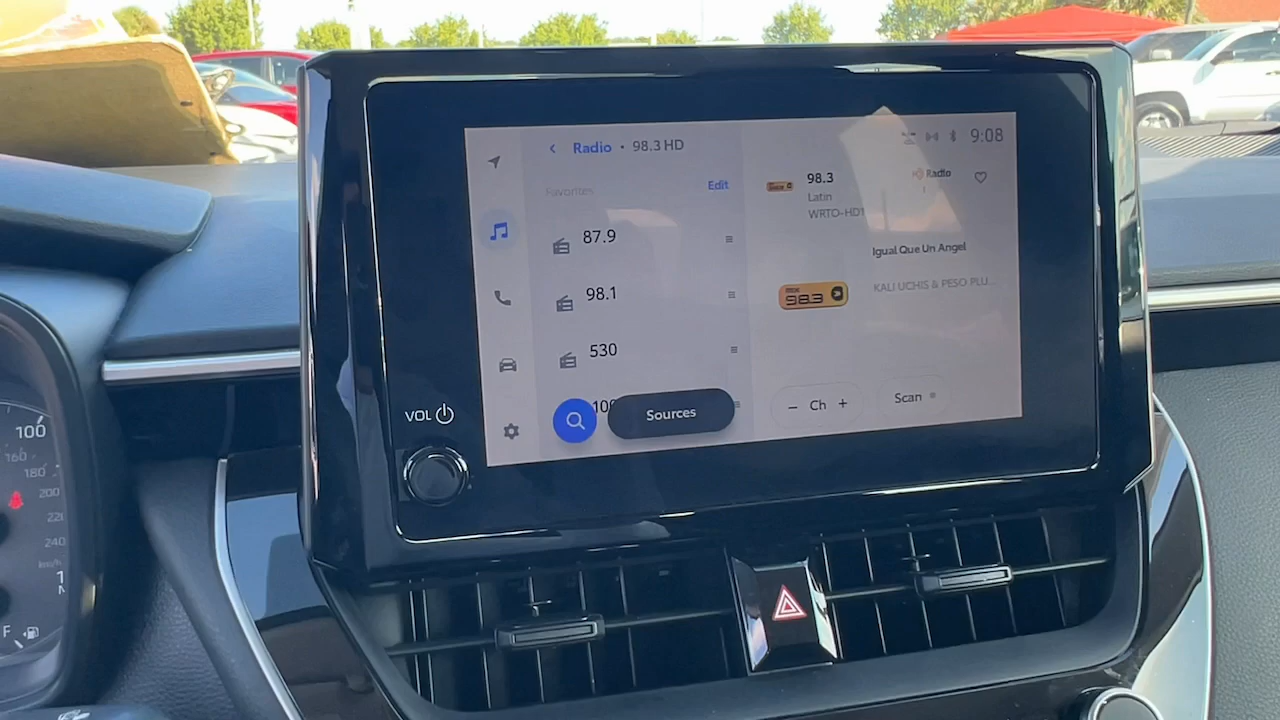 Radio • 98.3 HD
9:08
Favorites
Edit
98.3
Latin
WRTO-HD1
Radio
87.9
Igual Que Un Angel
98.1
KALI UCHIS & PESO PLU...
98.3
530
Sources
− Ch +
Scan
VOL
100
160
180
200
220
240
km/h
F